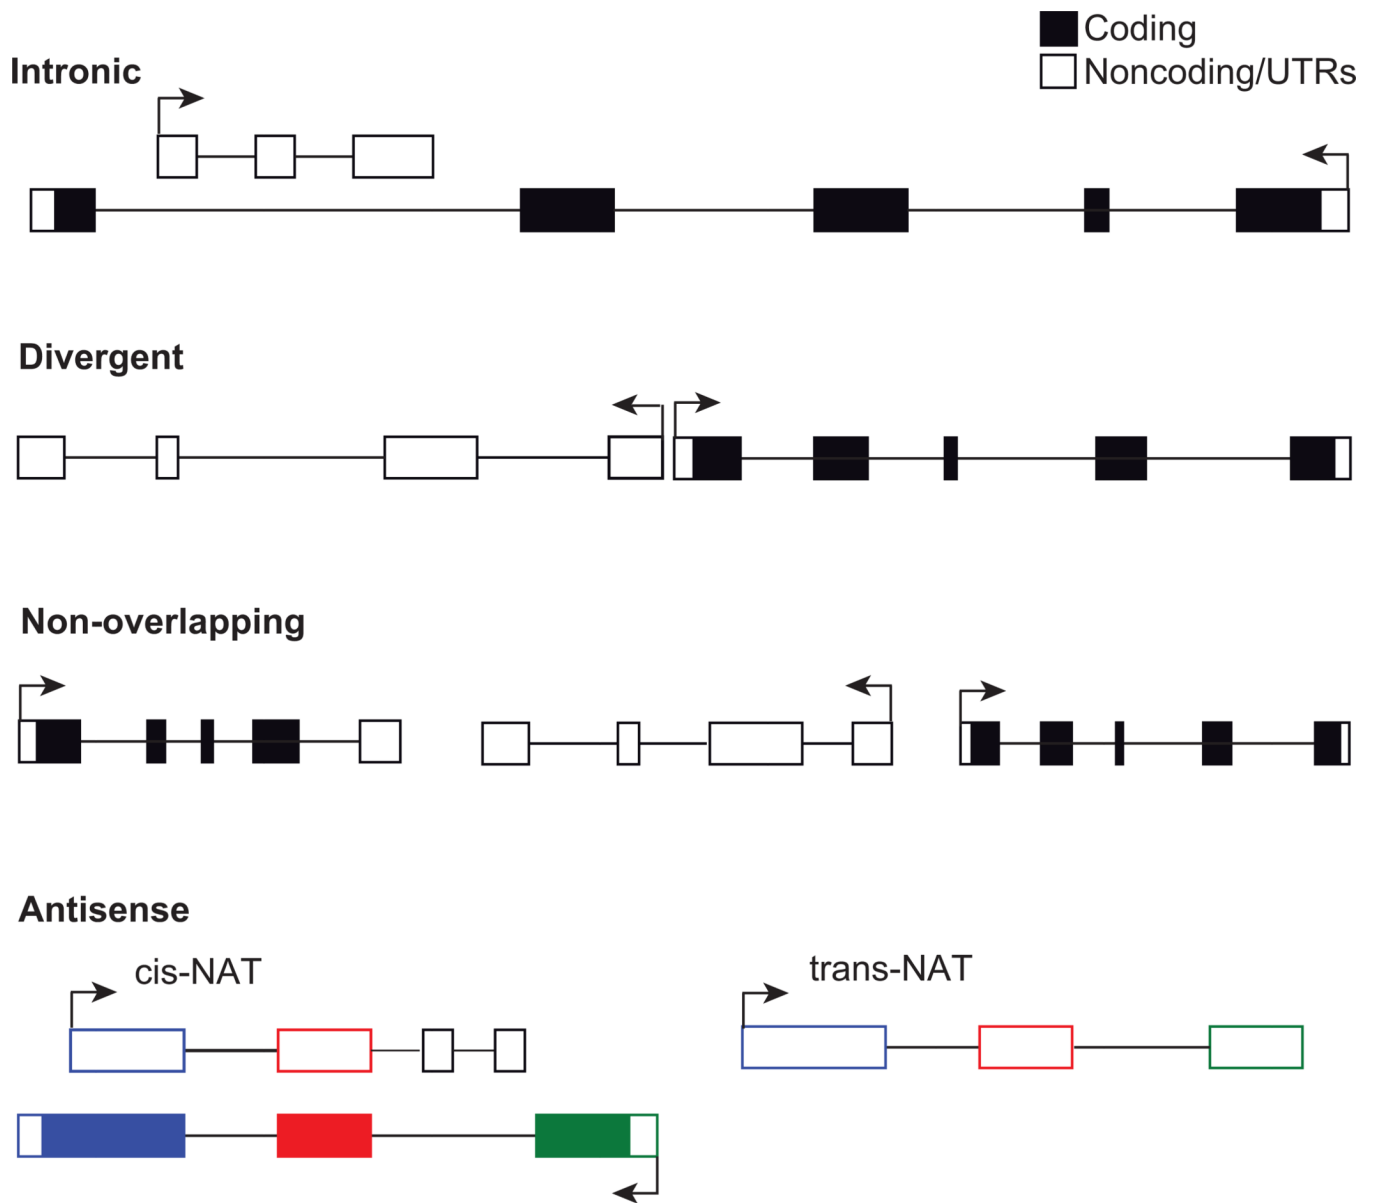 Coding
Noncoding/UTRs
Intronic
Divergent
Non-overlapping
Antisense
cis-NAT
trans-NAT